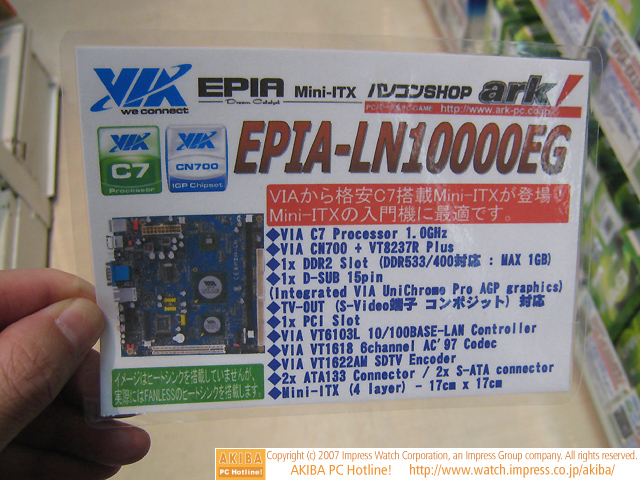 VIA
we connect
EPIA
Dream Catalyst
Mini-ITX
パソコンSHOP ark!
PCパーツ&PC-GAME http://www.ark-pc.co.jp/
VIA
C7
Processor
VIA
CN700
IGP Chipset
EPIA-LN10000EG
VIAから格安C7搭載Mini-ITXが登場!
Mini-ITXの入門機に最適です。
◆VIA C7 Processor 1.0GHz
◆VIA CN700 + VT8237R Plus
◆1x DDR2 Slot (DDR533/400対応 : MAX 1GB)
◆1x D-SUB 15pin
(Integrated VIA UniChrome Pro AGP graphics)
◆TV-OUT (S-Video端子 コンポジット) 対応
◆1x PCI Slot
◆VIA VT6103L 10/100BASE-LAN Controller
◆VIA VT1618 6channel AC'97 Codec
◆VIA VT1622AM SDTV Encoder
◆2x ATA133 Connector / 2x S-ATA connector
◆Mini-ITX (4 layer) - 17cm x 17cm
イメージはヒートシンクを搭載していませんが、
実際にはFANLESSのヒートシンクを搭載します。
AKIBA
PC Hotline!
Copyright (c) 2007 Impress Watch Corporation, an Impress Group company. All rights reserved.
AKIBA PC Hotline! http://www.watch.impress.co.jp/akiba/